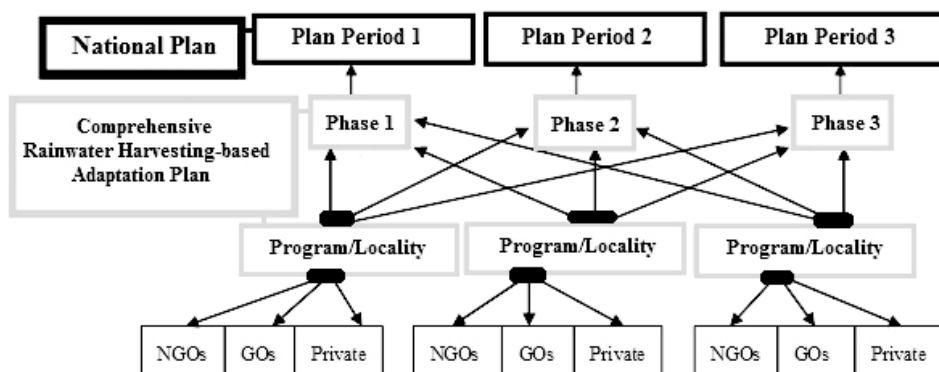 National Plan
Plan Period 1
Plan Period 2
Plan Period 3
Comprehensive
Rainwater Harvesting-based
Adaptation Plan
Phase 1
Phase 2
Phase 3
Program/Locality
Program/Locality
Program/Locality
NGOs
GOs
Private
NGOs
GOs
Private
NGOs
GOs
Private